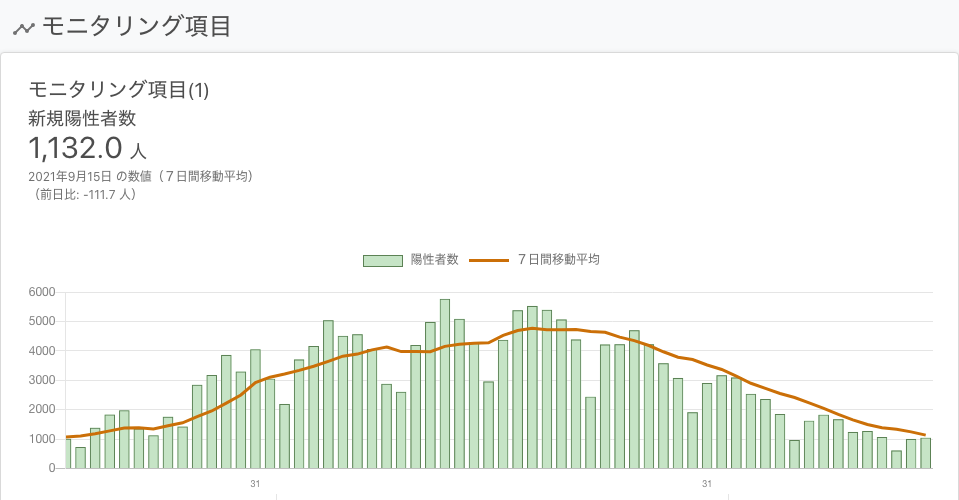 モニタリング項目
モニタリング項目(1)
新規陽性者数
1,132.0 人
2021年9月15日 の数値（７日間移動平均）
（前日比: -111.7 人）
陽性者数 ７日間移動平均
6000
5000
4000
3000
2000
1000
0
31 31